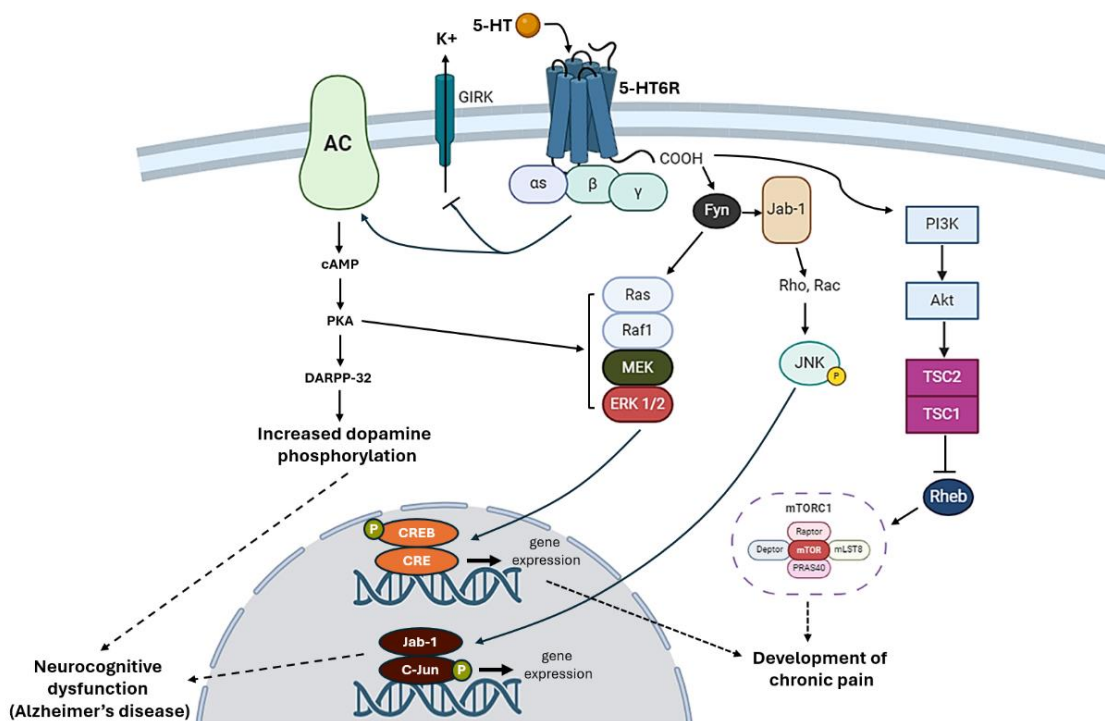 5-HT
K+
GIRK
5-HT6R
AC
COOH
αs
β
γ
Fyn
Jab-1
PI3K
cAMP
Rho, Rac
Ras
Akt
PKA
Raf1
MEK
JNK
P
DARPP-32
ERK 1/2
TSC2
TSC1
Increased dopamine
phosphorylation
Rheb
mTORC1
Raptor
Deptor
mTOR
mLST8
PRAS40
P
CREB
CRE
gene
expression
Jab-1
C-Jun
P
gene
expression
Neurocognitive
dysfunction
(Alzheimer's disease)
Development of
chronic pain